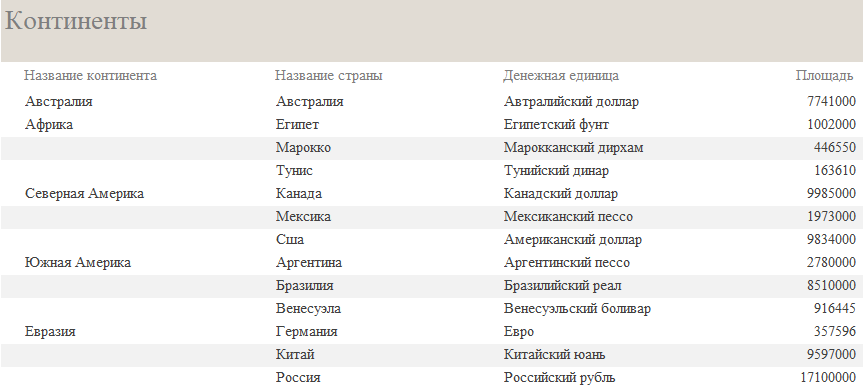 Континенты
Название континента Название страны Денежная единица Площадь
Австралия Австралия Автралийский доллар 7741000
Африка Египет Египетский фунт 1002000
Марокко Марокканский дирхам 446550
Тунис Тунийский динар 163610
Северная Америка Канада Канадский доллар 9985000
Мексика Мексиканский пессо 1973000
Сша Американский доллар 9834000
Южная Америка Аргентина Аргентинский пессо 2780000
Бразилия Бразилийский реал 8510000
Венесуэла Венесуэльский боливар 916445
Евразия Германия Евро 357596
Китай Китайский юань 9597000
Россия Российский рубль 17100000